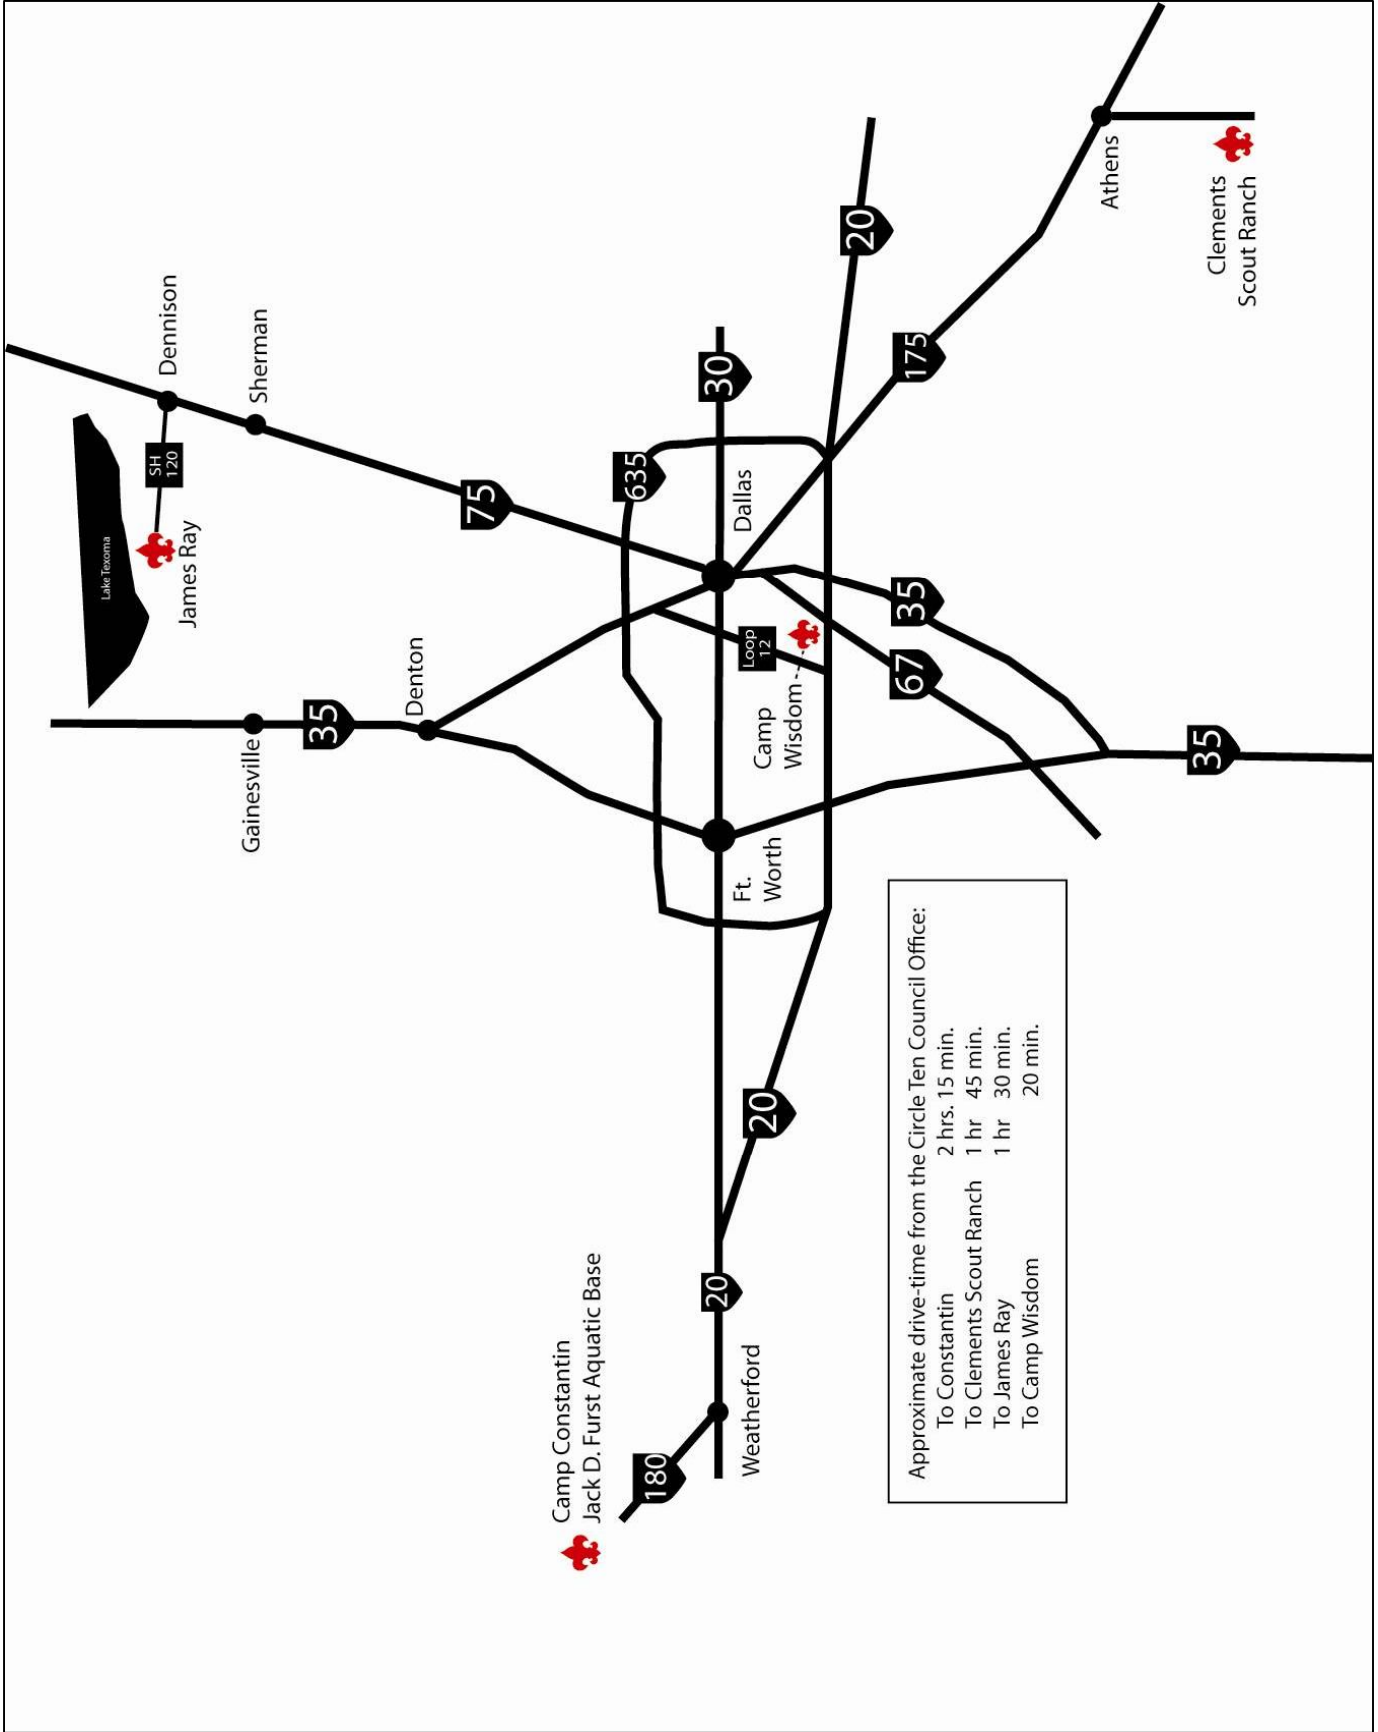 Lake Texoma
James Ray
SH
120
Dennison
Sherman
Gainesville
35
Denton
75
635
30
Dallas
Loop
12
Camp
Wisdom
Ft.
Worth
20
175
Athens
Clements
Scout Ranch
35
67
35
20
20
Weatherford
180
Camp Constantin
Jack D. Furst Aquatic Base
Approximate drive-time from the Circle Ten Council Office:
To Constantin 2 hrs. 15 min.
To Clements Scout Ranch 1 hr 45 min.
To James Ray 1 hr 30 min.
To Camp Wisdom 20 min.